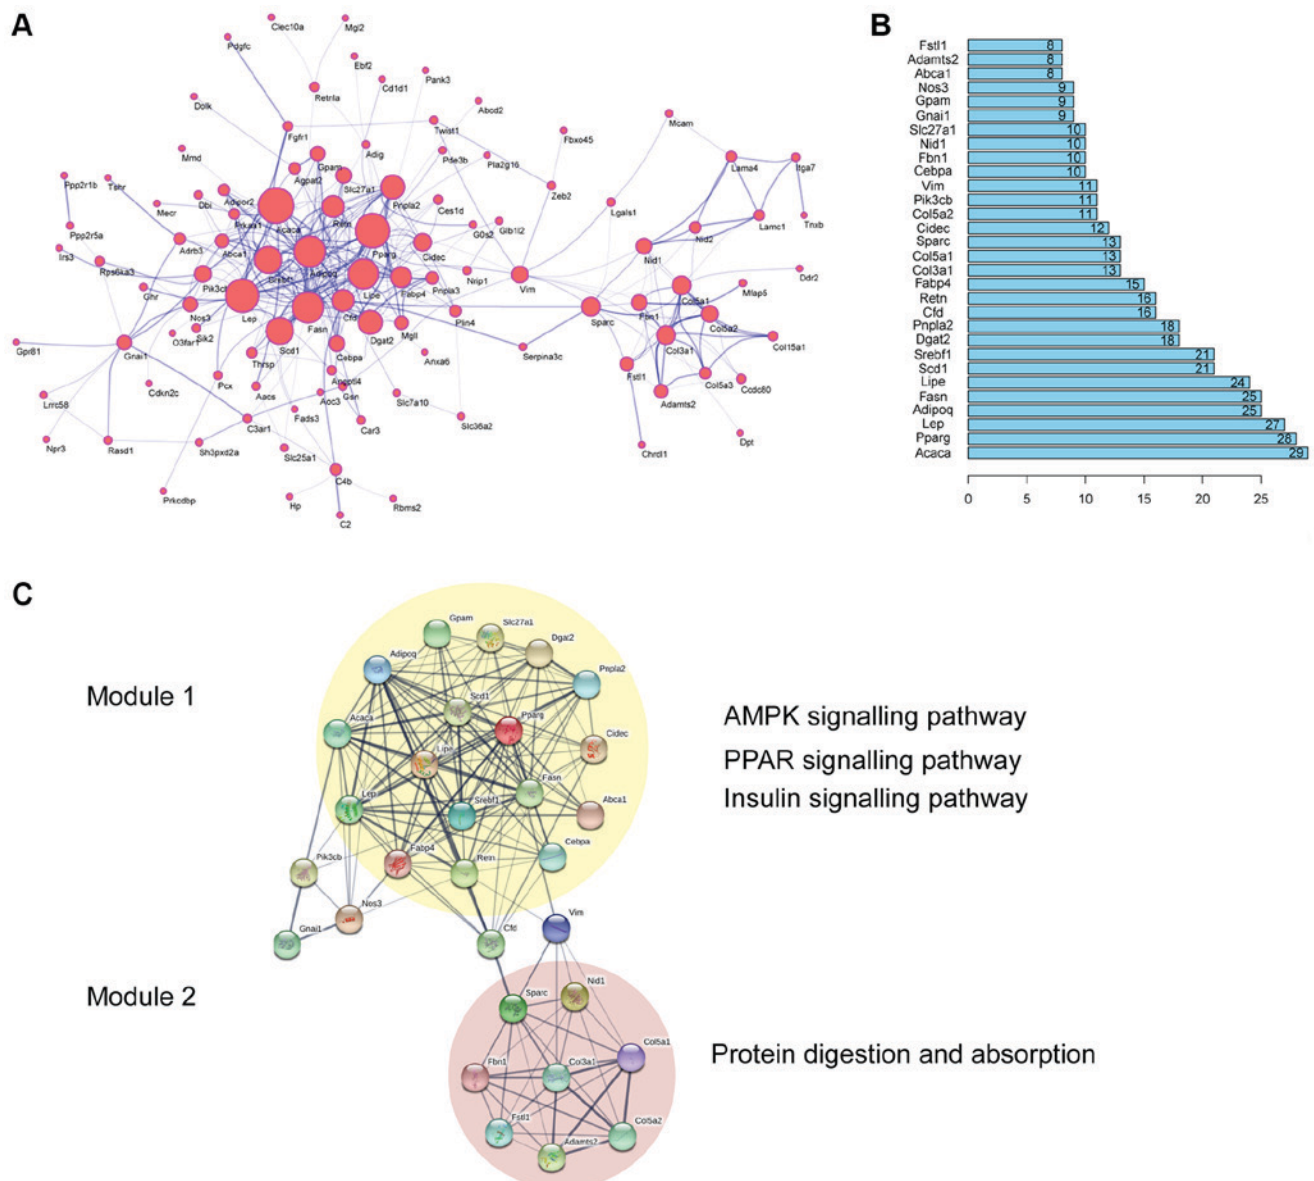 A
Clec10a
Mgl2
Pdgfc
Ebf2
Cd1d1
Pank3
Retnla
Dolk
Abcd2
Fgfr1
Twist1
Fbxo45
Mcam
Mmd
Gpam
Adig
Pde3b
Pla2g16
Lama4
Itga7
Agpat2
Slc27a1
Ppp2r1b
Tshr
Adipor2
Pnpla2
Zeb2
Mecr
Dbi
Prkaa1
Acaca
Retn
Ces1d
Lgals1
Lamc1
Tnxb
Ppp2r5a
Adrb3
Abca1
Pparg
G0s2
Glb1l2
Nid2
Irs3
Rps6ka3
Srebf1
Adipoq
Cidec
Nid1
Ghr
Lipe
Fabp4
Pnpla3
Nrip1
Vim
Ddr2
Nos3
Lep
Fasn
Cfd
Plin4
Sparc
Fbn1
Col5a1
Mfap5
Gpr81
Gnai1
O3far1
Sik2
Scd1
Dgat2
Mgll
Col5a2
Thrsp
Cebpa
Anxa6
Serpina3c
Col3a1
Col15a1
Cdkn2c
Pcx
Aacs
Angptl4
Fstl1
Col5a3
Ccdc80
Lrrc58
Aoc3
Gsn
Slc7a10
Adamts2
C3ar1
Fads3
Car3
Slc36a2
Npr3
Rasd1
Sh3pxd2a
Slc25a1
Chrdl1
Dpt
C4b
Prkcdbp
Hp
Rbms2
C2
B
Fstl1 8
Adamts2 8
Abca1 8
Nos3 9
Gpam 9
Gnai1 9
Slc27a1 10
Nid1 10
Fbn1 10
Cebpa 10
Vim 11
Pik3cb 11
Col5a2 11
Cidec 12
Sparc 13
Col5a1 13
Col3a1 13
Fabp4 15
Retn 16
Cfd 16
Pnpla2 18
Dgat2 18
Srebf1 21
Scd1 21
Lipe 24
Fasn 25
Adipoq 25
Lep 27
Pparg 28
Acaca 29
0 5 10 15 20 25
C
Module 1
Gpam
Slc27a1
Dgat2
Adipoq
Pnpla2
Scd1
Acaca
Pparg
Cidec
Lipe
Fasn
Lep
Srebf1
Abca1
Fabp4
Retn
Cebpa
Pik3cb
Nos3
Gnai1
Cfd
Vim
AMPK signalling pathway
PPAR signalling pathway
Insulin signalling pathway
Module 2
Sparc
Nid1
Col5a1
Fbn1
Col3a1
Fstl1
Col5a2
Adamts2
Protein digestion and absorption